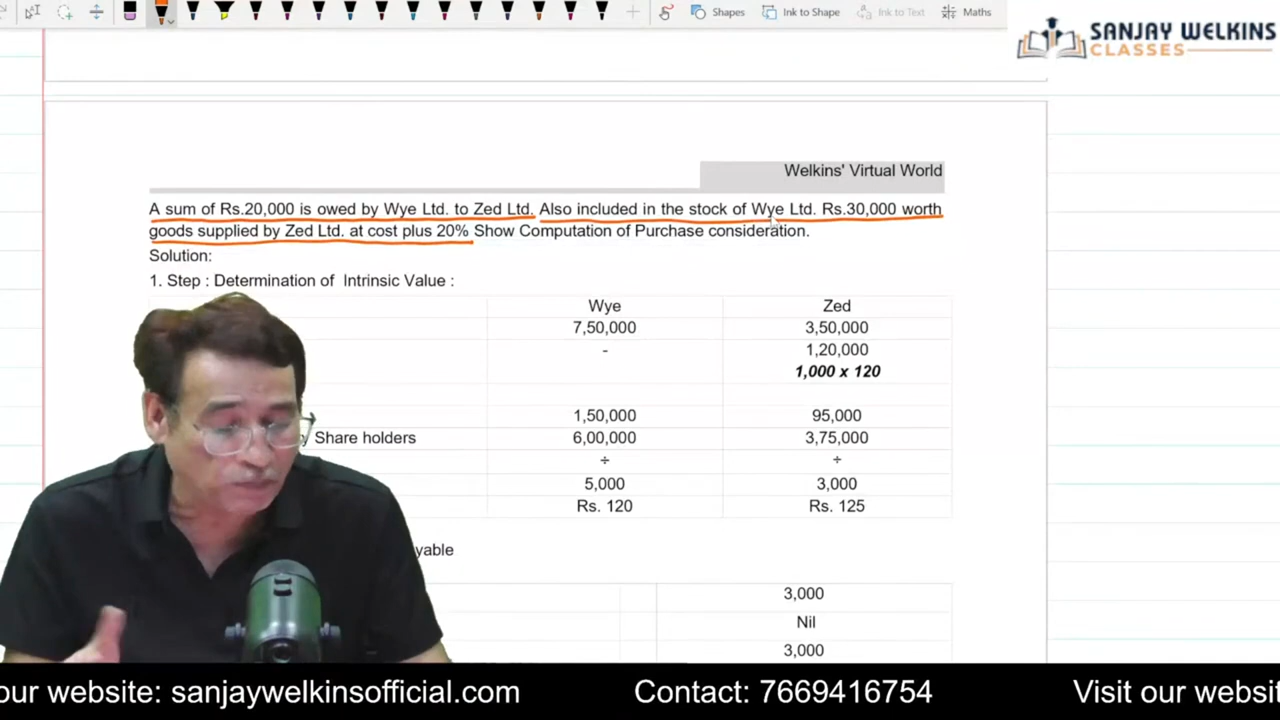 Shapes
Ink to Shape
Ink to Text
Maths
SANJAY WELKINS
CLASSES
Welkins' Virtual World
A sum of Rs.20,000 is owed by Wye Ltd. to Zed Ltd. Also included in the stock of Wye Ltd. Rs.30,000 worth
goods supplied by Zed Ltd. at cost plus 20% Show Computation of Purchase consideration.
Solution:
1. Step : Determination of Intrinsic Value :
Wye Zed
7,50,000 3,50,000
- 1,20,000
1,000 x 120
1,50,000 95,000
Share holders 6,00,000 3,75,000
÷ ÷
5,000 3,000
Rs. 120 Rs. 125
yable
3,000
Nil
3,000
our website: sanjaywelkinsofficial.com Contact: 7669416754 Visit our websi